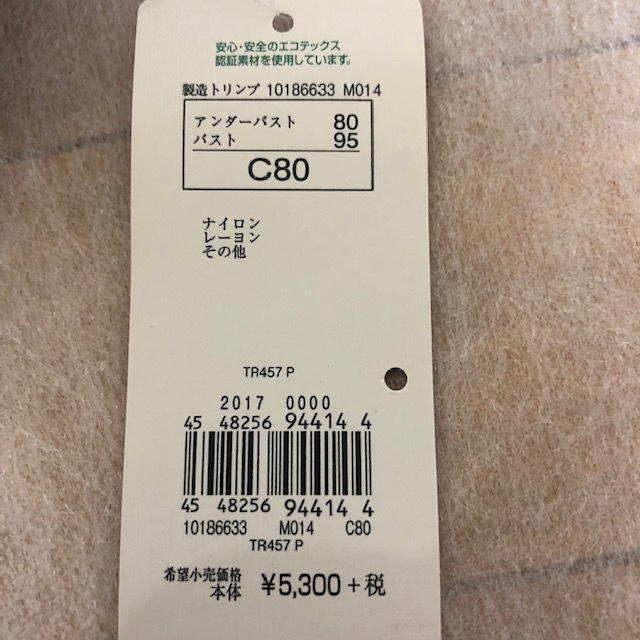 安心・安全のエコテックス
認証素材を使用しています。
製造トリンプ 10186633 M014
アンダーバスト 80
バスト 95
C80
ナイロン
レーヨン
その他
TR457 P
2017 0000
45 48256 94414 4
45 48256 94414 4
10186633 M014 C80
TR457 P
希望小売価格
本体 ¥5,300+税